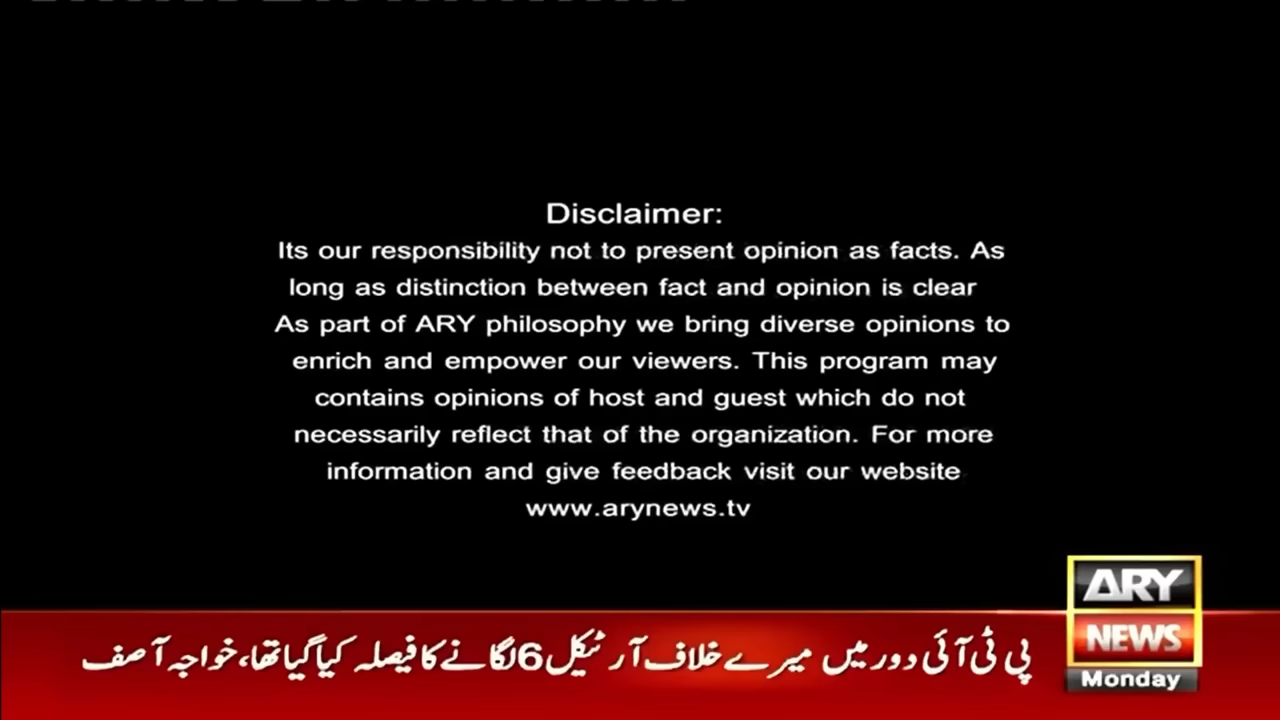 Disclaimer:
Its our responsibility not to present opinion as facts. As
long as distinction between fact and opinion is clear
As part of ARY philosophy we bring diverse opinions to
enrich and empower our viewers. This program may
contains opinions of host and guest which do not
necessarily reflect that of the organization. For more
information and give feedback visit our website
www.arynews.tv
ARY
NEWS
Monday
پی ٹی آئی دور میں میرے خلاف آرٹیکل 6 لگانے کا فیصلہ کیا گیا تھا، خواجہ آصف